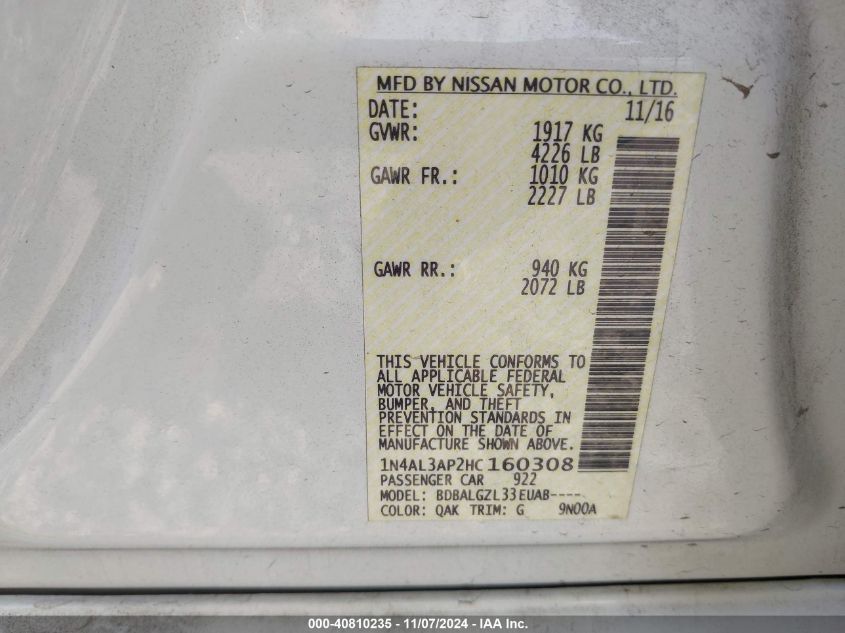 MFD BY NISSAN MOTOR CO., LTD.
DATE: 11/16
GVWR: 1917 KG
4226 LB
GAWR FR.: 1010 KG
2227 LB
GAWR RR.: 940 KG
2072 LB
THIS VEHICLE CONFORMS TO
ALL APPLICABLE FEDERAL
MOTOR VEHICLE SAFETY,
BUMPER, AND THEFT
PREVENTION STANDARDS IN
EFFECT ON THE DATE OF
MANUFACTURE SHOWN ABOVE.
1N4AL3AP2HC160308
PASSENGER CAR 922
MODEL: BDBALGZL33EUAB----
COLOR: QAK TRIM: G 9N00A
000-40810235 - 11/07/2024 - IAA Inc.